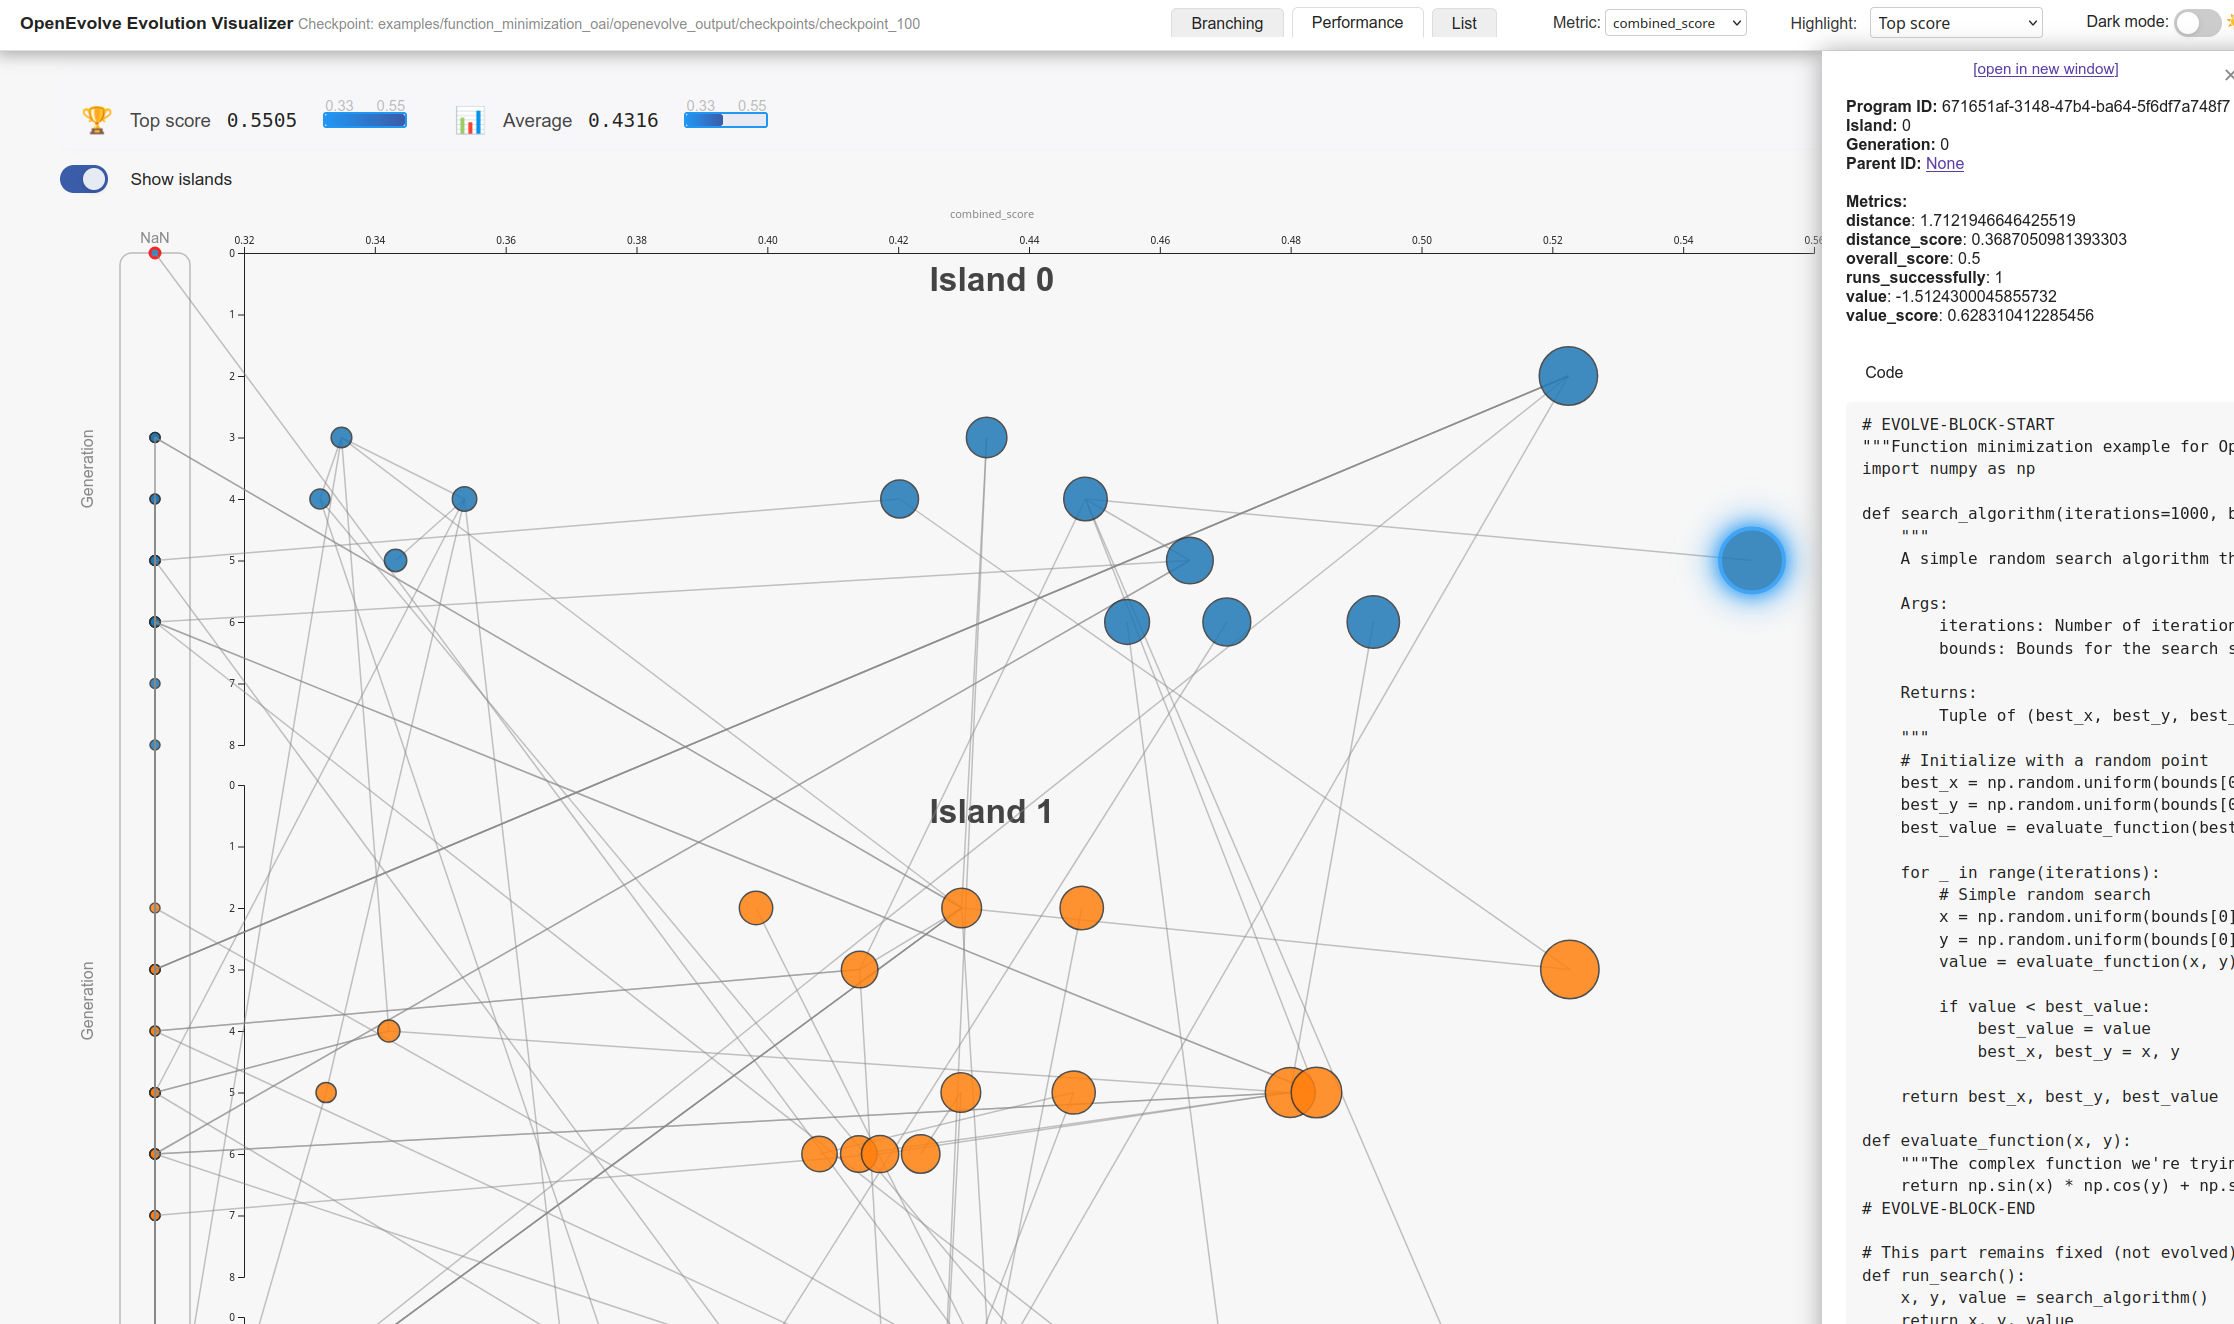 OpenEvolve Evolution Visualizer Checkpoint: examples/function_minimization_oai/openevolve_output/checkpoints/checkpoint_100
Branching Performance List Metric: combined_score Highlight: Top score Dark mode:
[open in new window]
🏆 Top score 0.5505 0.33 0.55 📊 Average 0.4316 0.33 0.55
Show islands
combined_score
NaN 0.32 0.34 0.36 0.38 0.40 0.42 0.44 0.46 0.48 0.50 0.52 0.54
Island 0
Generation
0
1
2
3
4
5
6
7
8
Island 1
Generation
0
1
2
3
4
5
6
7
8
0
Program ID: 671651af-3148-47b4-ba64-5f6df7a748f7
Island: 0
Generation: 0
Parent ID: None
Metrics:
distance: 1.7121946646425519
distance_score: 0.3687050981393303
overall_score: 0.5
runs_successfully: 1
value: -1.5124300045855732
value_score: 0.628310412285456
Code
# EVOLVE-BLOCK-START
"""Function minimization example for Op
import numpy as np
def search_algorithm(iterations=1000, b
"""
A simple random search algorithm th
Args:
iterations: Number of iteration
bounds: Bounds for the search s
Returns:
Tuple of (best_x, best_y, best_
"""
# Initialize with a random point
best_x = np.random.uniform(bounds[0
best_y = np.random.uniform(bounds[0
best_value = evaluate_function(best
for _ in range(iterations):
# Simple random search
x = np.random.uniform(bounds[0]
y = np.random.uniform(bounds[0]
value = evaluate_function(x, y)
if value < best_value:
best_value = value
best_x, best_y = x, y
return best_x, best_y, best_value
def evaluate_function(x, y):
"""The complex function we're tryin
return np.sin(x) * np.cos(y) + np.s
# EVOLVE-BLOCK-END
# This part remains fixed (not evolved)
def run_search():
x, y, value = search_algorithm()
return x, y, value